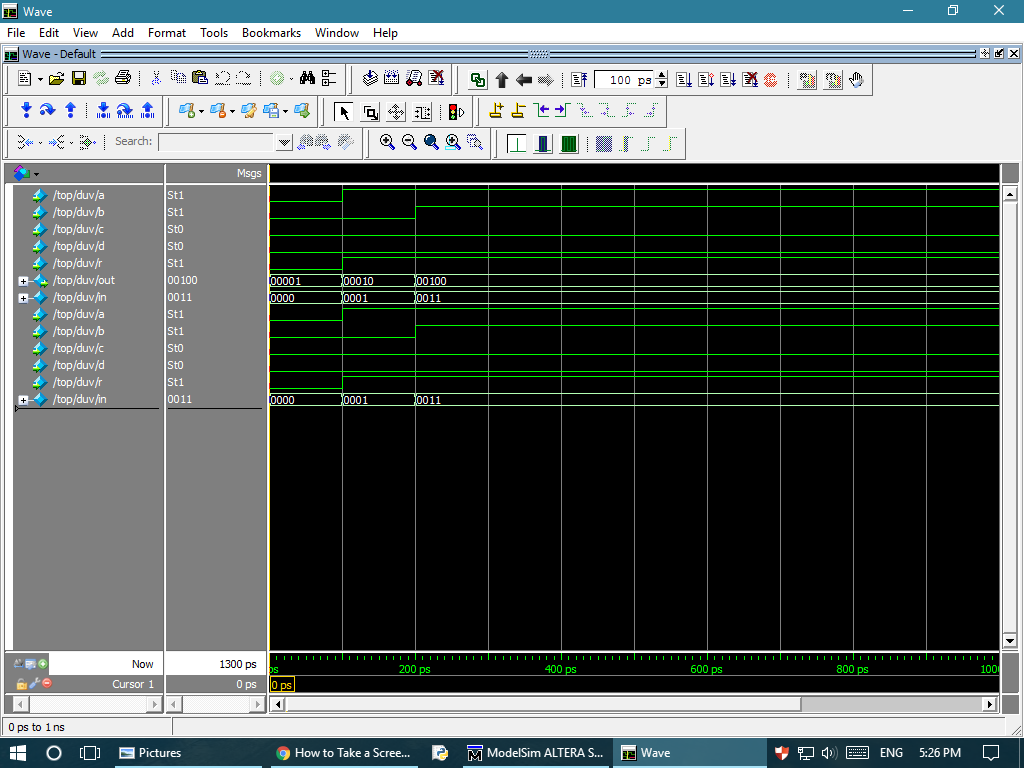 Wave
File Edit View Add Format Tools Bookmarks Window Help
Wave - Default
100 ps
Search:
Msgs
/top/duv/a St1
/top/duv/b St1
/top/duv/c St0
/top/duv/d St0
/top/duv/r St1
/top/duv/out 00100 00001 00010 00100
/top/duv/in 0011 0000 0001 0011
/top/duv/a St1
/top/duv/b St1
/top/duv/c St0
/top/duv/d St0
/top/duv/r St1
/top/duv/in 0011 0000 0001 0011
Now 1300 ps ps 200 ps 400 ps 600 ps 800 ps 100
Cursor 1 0 ps 0 ps
0 ps to 1 ns
Pictures How to Take a Scree... ModelSim ALTERA S... Wave ENG 5:26 PM